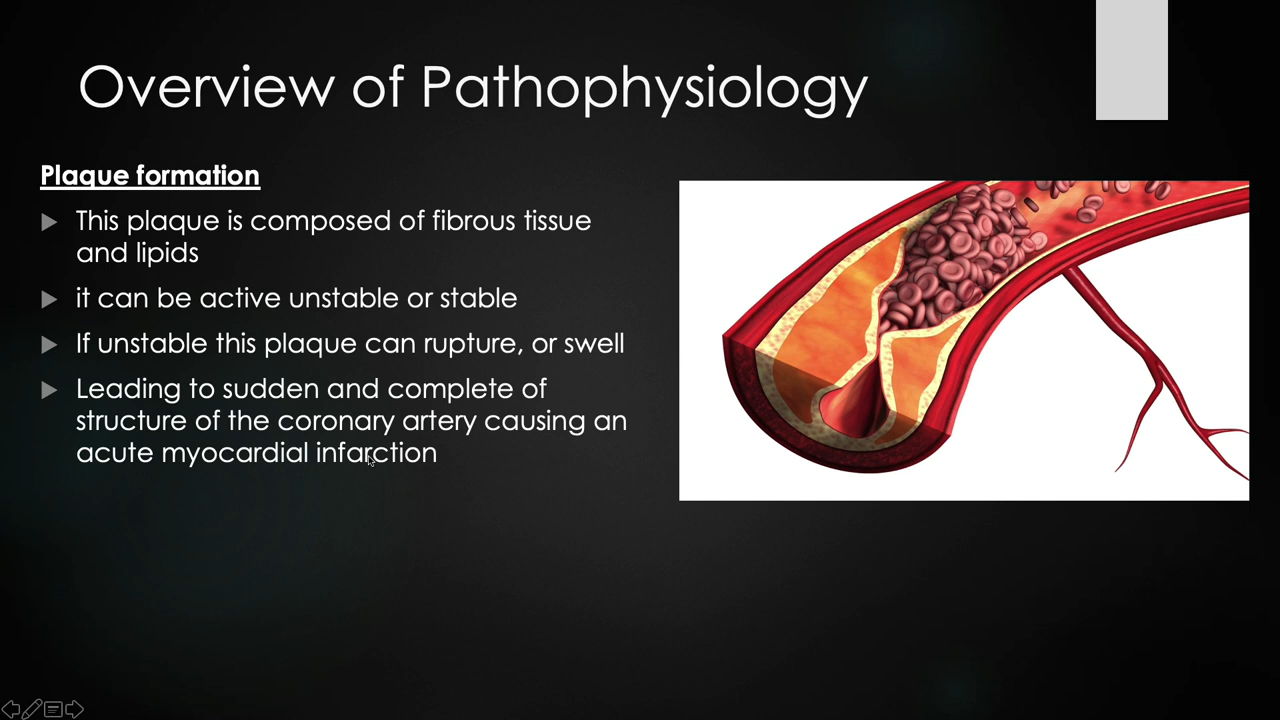 Overview of Pathophysiology
Plaque formation
This plaque is composed of fibrous tissue
and lipids
it can be active unstable or stable
If unstable this plaque can rupture, or swell
Leading to sudden and complete of
structure of the coronary artery causing an
acute myocardial infarction